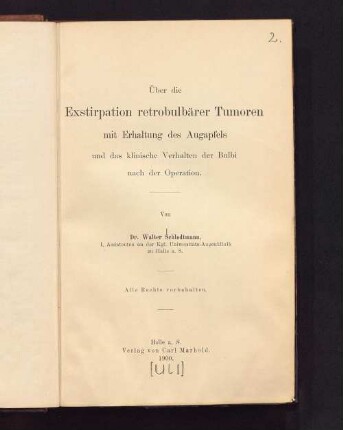 2.
Über die
Exstirpation retrobulbärer Tumoren
mit Erhaltung des Augapfels
und das klinische Verhalten der Bulbi
nach der Operation.
Von
Dr. Walter Schlodtmann,
I. Assistenten an der Kgl. Universitäts-Augenklinik
zu Halle a. S.
Alle Rechte vorbehalten.
Halle a. S.
Verlag von Carl Marhold.
1900.